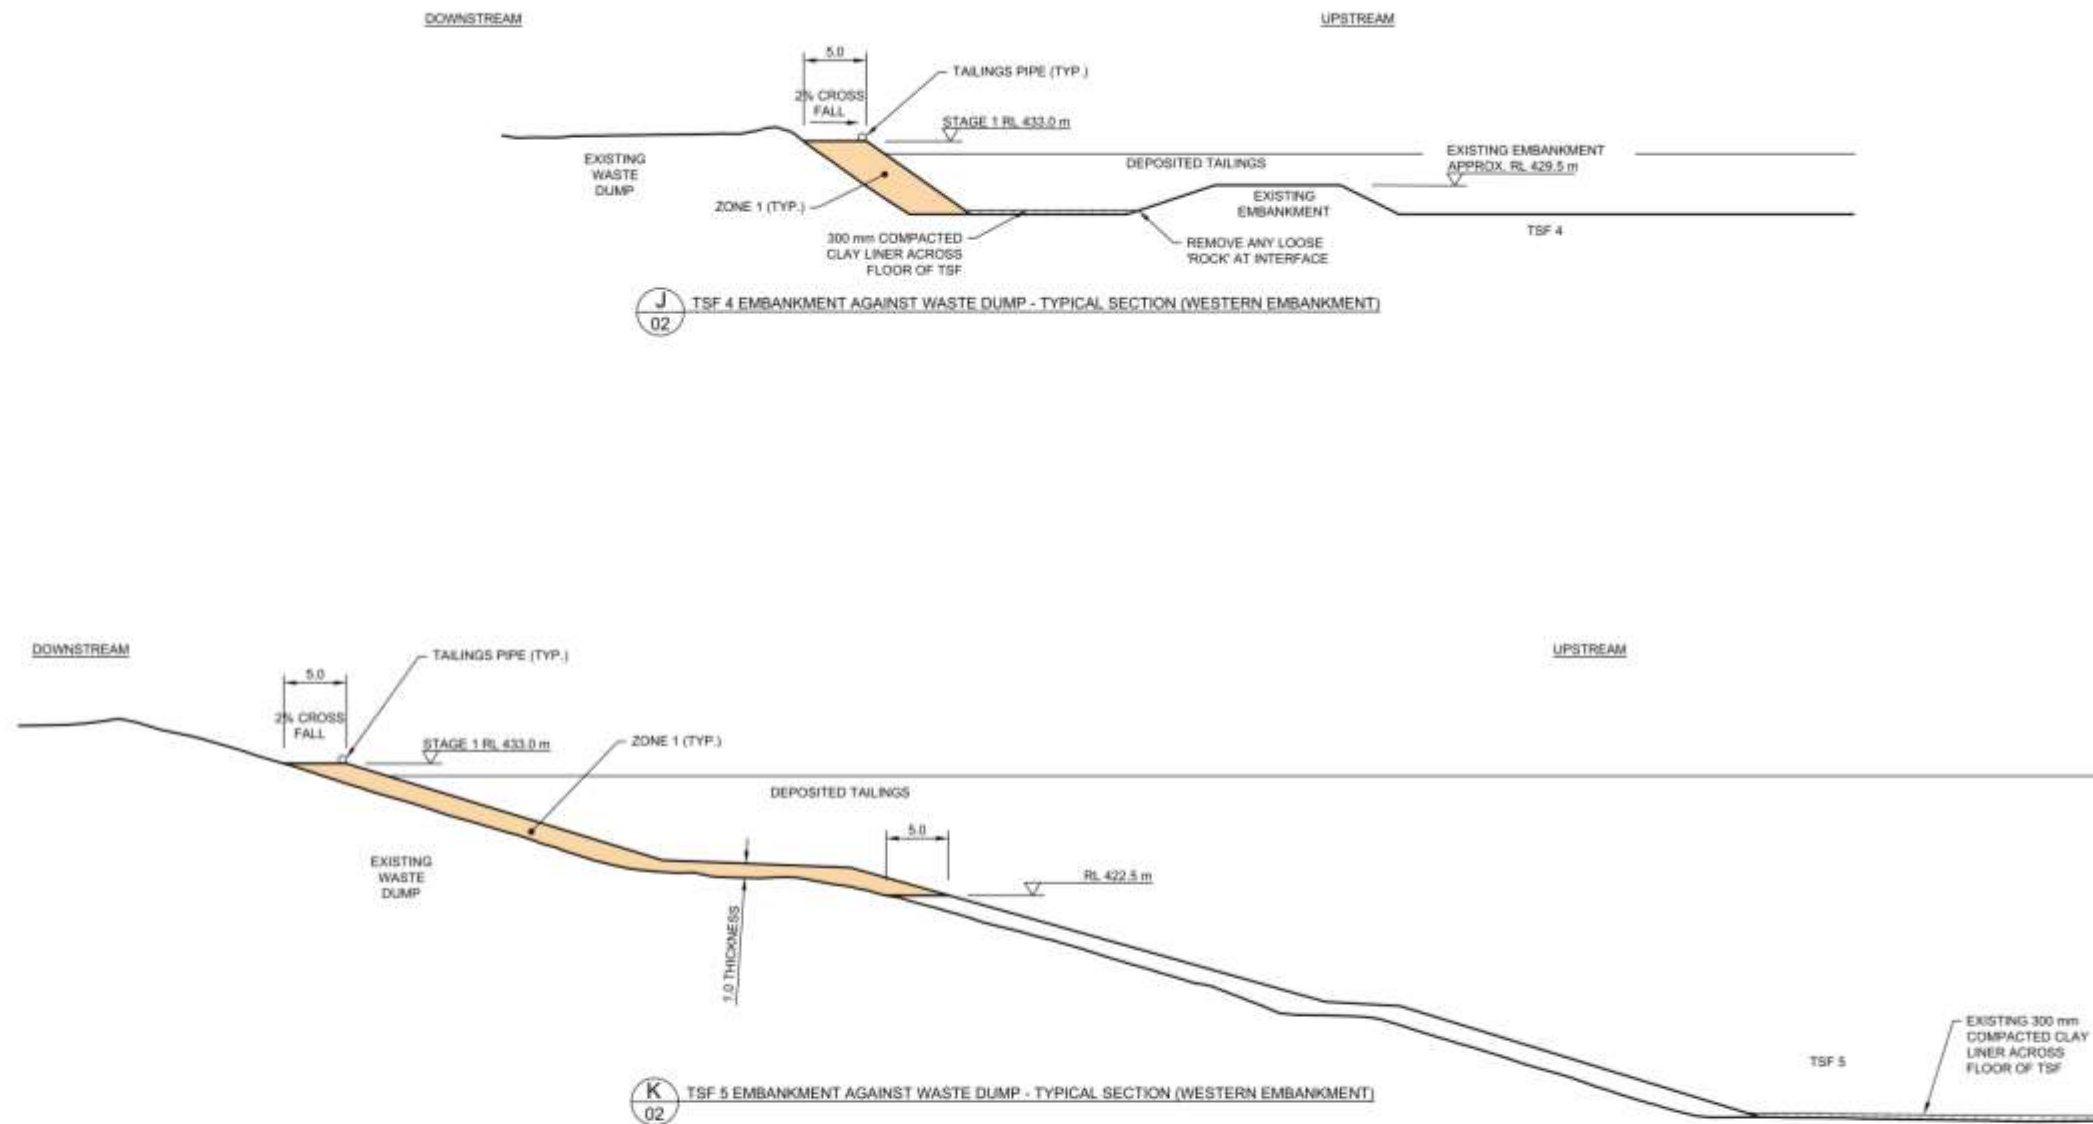 DOWNSTREAM
UPSTREAM
5.0
TAILINGS PIPE (TYP.)
2% CROSS
FALL
STAGE 1 RL 433.0 m
EXISTING
WASTE
DUMP
DEPOSITED TAILINGS
EXISTING EMBANKMENT
APPROX. RL 429.5 m
ZONE 1 (TYP.)
EXISTING
EMBANKMENT
300 mm COMPACTED
CLAY LINER ACROSS
FLOOR OF TSF
REMOVE ANY LOOSE
'ROCK' AT INTERFACE
TSF 4
J
02
TSF 4 EMBANKMENT AGAINST WASTE DUMP - TYPICAL SECTION (WESTERN EMBANKMENT)
DOWNSTREAM
UPSTREAM
TAILINGS PIPE (TYP.)
5.0
2% CROSS
FALL
STAGE 1 RL 433.0 m
ZONE 1 (TYP.)
DEPOSITED TAILINGS
5.0
EXISTING
WASTE
DUMP
RL 422.5 m
1.0 THICKNESS
EXISTING 300 mm
COMPACTED CLAY
LINER ACROSS
FLOOR OF TSF
TSF 5
K
02
TSF 5 EMBANKMENT AGAINST WASTE DUMP - TYPICAL SECTION (WESTERN EMBANKMENT)